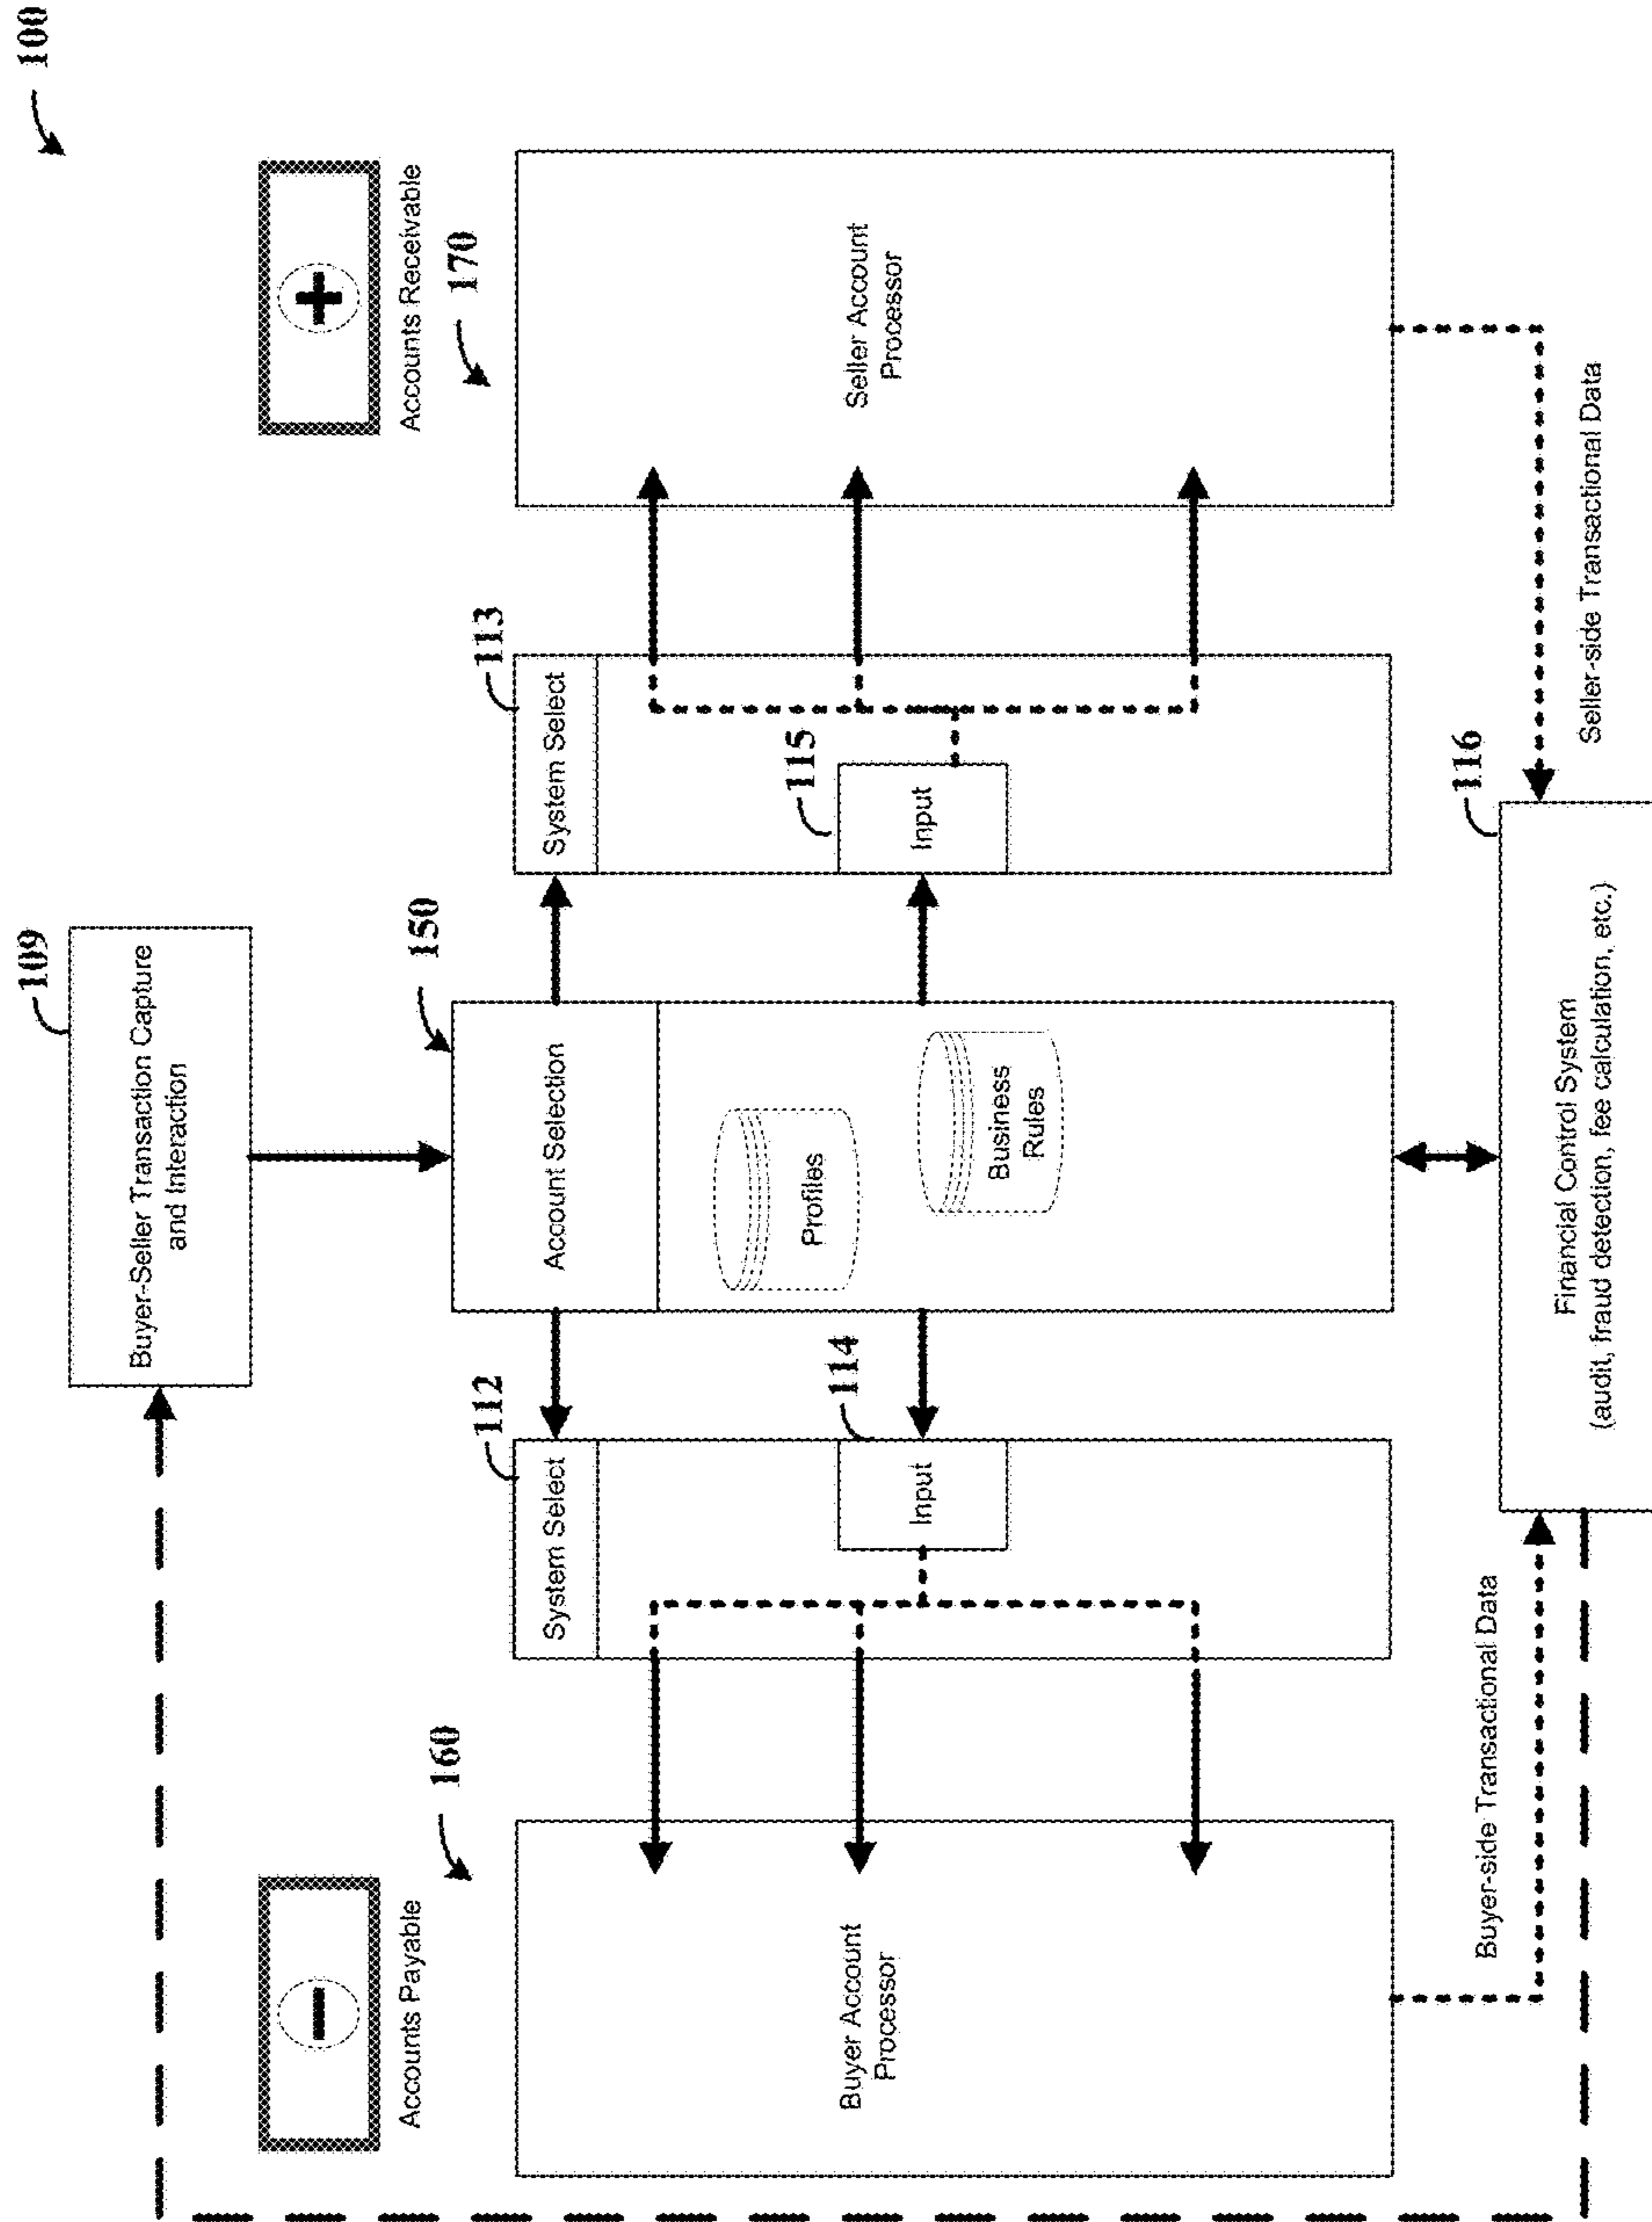 100
109
Buyer-Seller Transaction Capture
and Interaction
Accounts Payable
Accounts Receivable
160
150
170
112
113
System Select
Account Selection
System Select
Buyer Account
Processor
114
Input
Profiles
Business
Rules
115
Input
Seller Account
Processor
Buyer-side Transactional Data
116
Financial Control System
(audit, fraud detection, fee calculation, etc.)
Seller-side Transactional Data